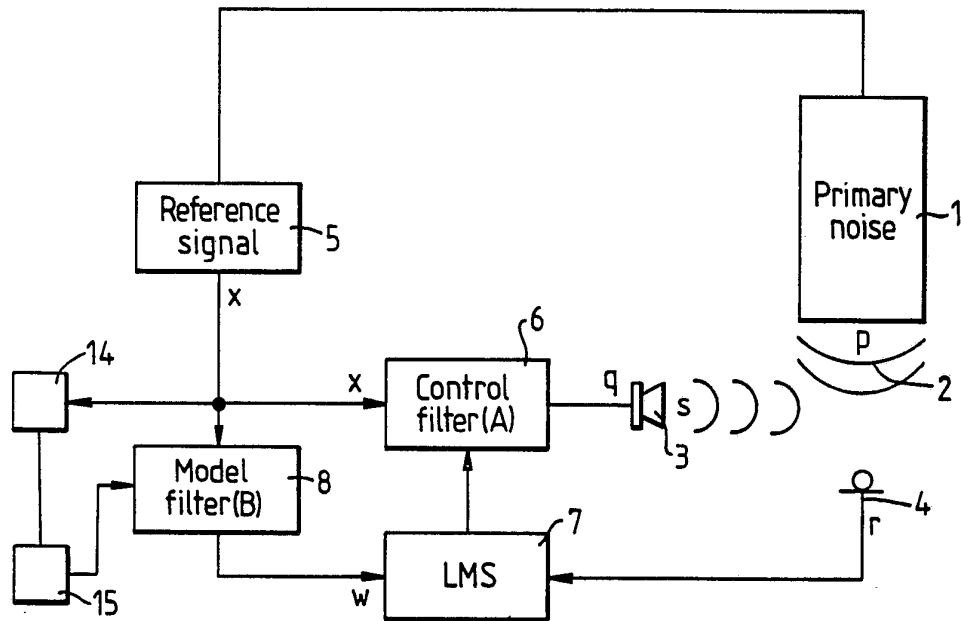 Primary
noise
1
Reference
signal
5
x
p
2
14
6
x
Control
filter(A)
q
s
3
Model
filter(B)
8
4
r
7
LMS
w
15